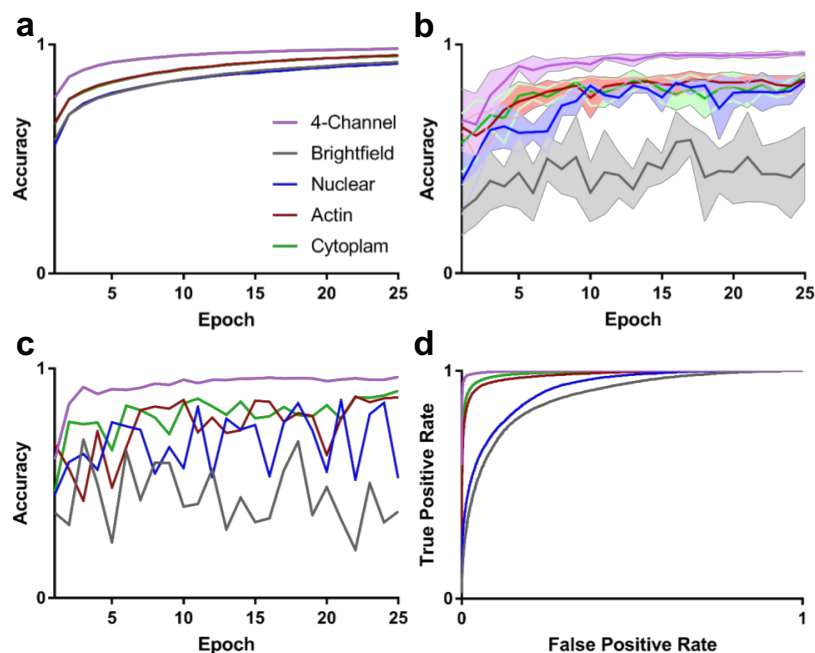 a
1
Accuracy
0
5
10
15
20
25
Epoch
4-Channel
Brightfield
Nuclear
Actin
Cytoplam
b
1
Accuracy
0
5
10
15
20
25
Epoch
c
1
Accuracy
0
5
10
15
20
25
Epoch
d
1
True Positive Rate
0
0
1
False Positive Rate